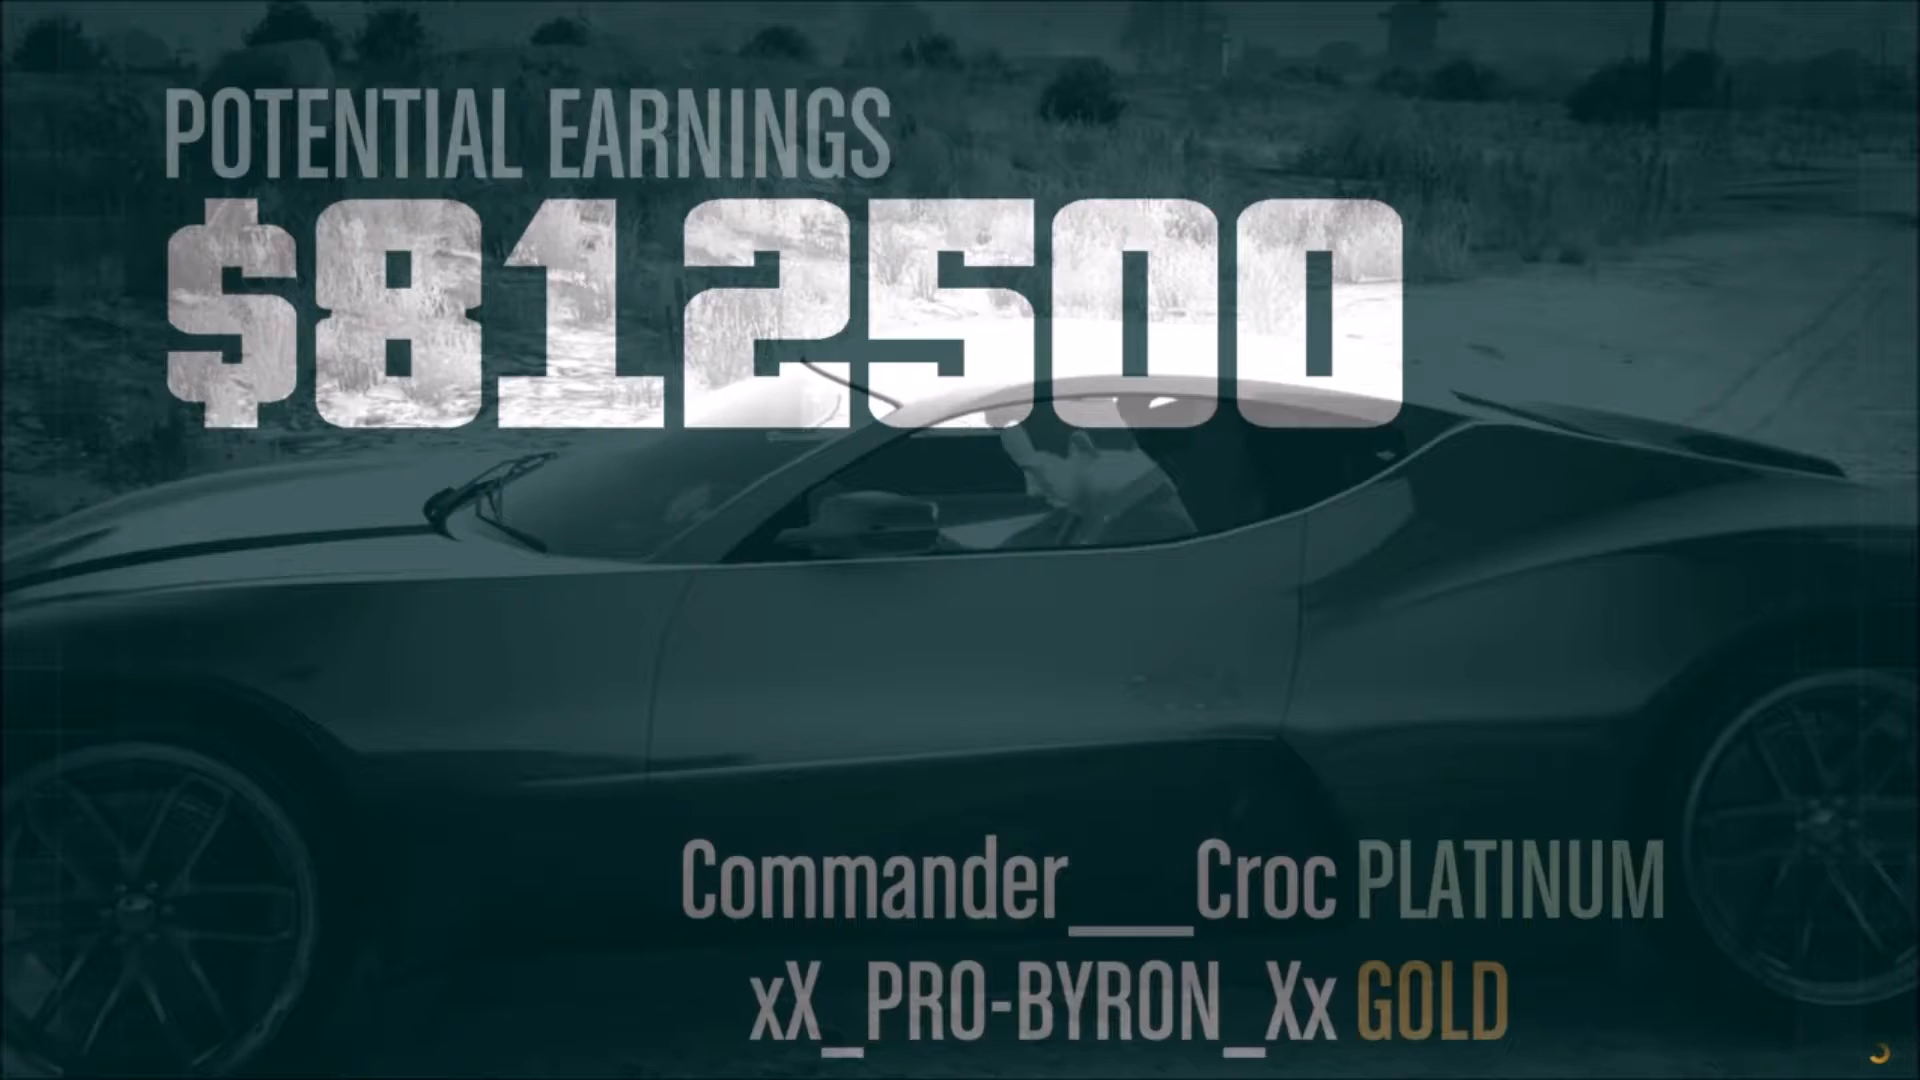 POTENTIAL EARNINGS
$812500
Commander___Croc PLATINUM
xX_PRO-BYRON_Xx GOLD